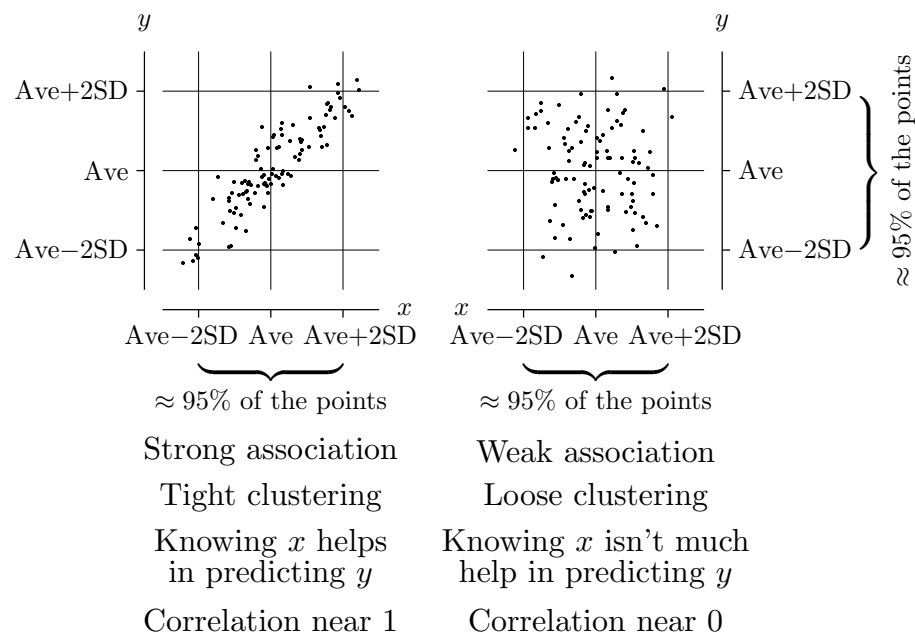 y
y
Ave+2SD
Ave
Ave−2SD
Ave+2SD
Ave
Ave−2SD
≈ 95% of the points
x
x
Ave−2SD Ave Ave+2SD
Ave−2SD Ave Ave+2SD
≈ 95% of the points
≈ 95% of the points
Strong association
Tight clustering
Knowing x helps
in predicting y
Correlation near 1
Weak association
Loose clustering
Knowing x isn't much
help in predicting y
Correlation near 0